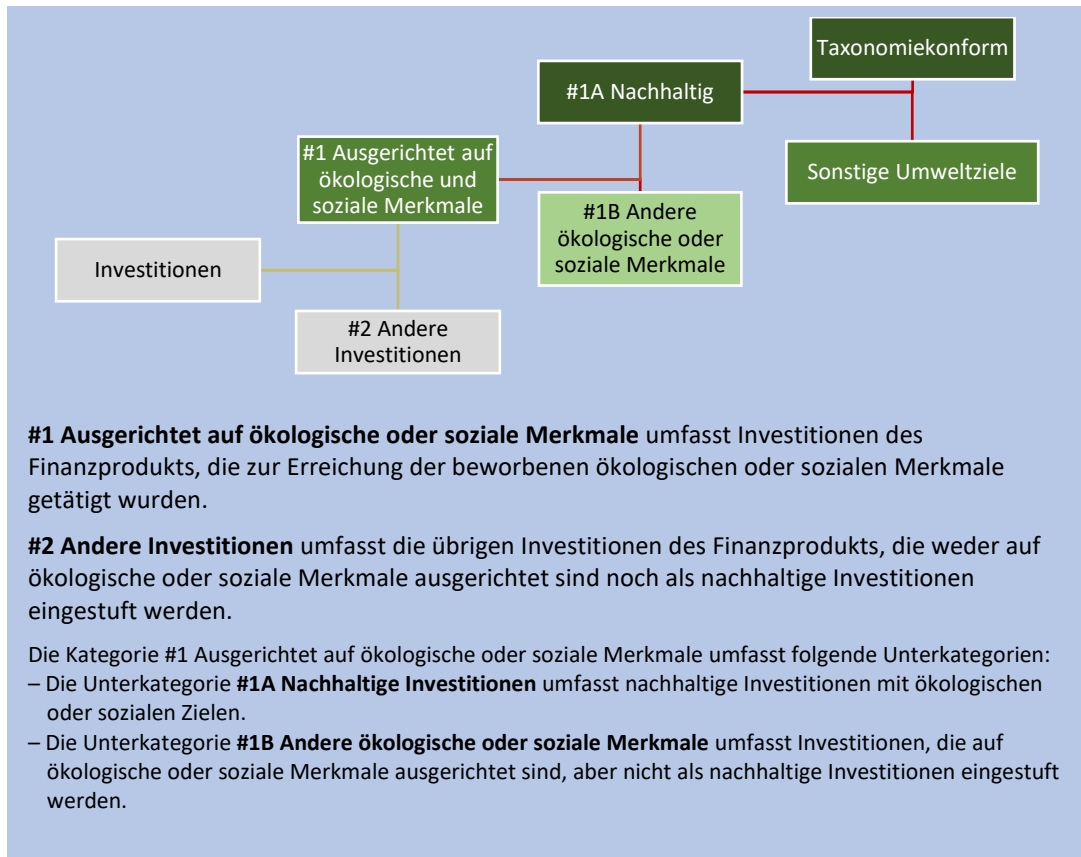 Taxonomiekonform
#1A Nachhaltig
#1 Ausgerichtet auf
ökologische und
soziale Merkmale
Sonstige Umweltziele
#1B Andere
ökologische oder
soziale Merkmale
Investitionen
#2 Andere
Investitionen
#1 Ausgerichtet auf ökologische oder soziale Merkmale umfasst Investitionen des
Finanzprodukts, die zur Erreichung der beworbenen ökologischen oder sozialen Merkmale
getätigt wurden.
#2 Andere Investitionen umfasst die übrigen Investitionen des Finanzprodukts, die weder auf
ökologische oder soziale Merkmale ausgerichtet sind noch als nachhaltige Investitionen
eingestuft werden.
Die Kategorie #1 Ausgerichtet auf ökologische oder soziale Merkmale umfasst folgende Unterkategorien:
– Die Unterkategorie #1A Nachhaltige Investitionen umfasst nachhaltige Investitionen mit ökologischen
oder sozialen Zielen.
– Die Unterkategorie #1B Andere ökologische oder soziale Merkmale umfasst Investitionen, die auf
ökologische oder soziale Merkmale ausgerichtet sind, aber nicht als nachhaltige Investitionen eingestuft
werden.